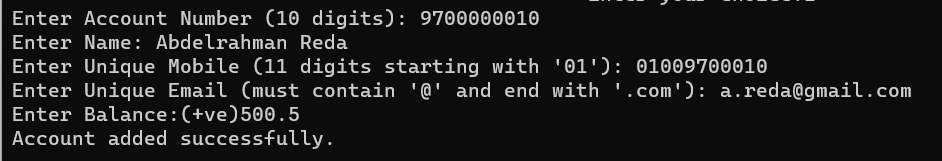 Enter Account Number (10 digits): 9700000010
Enter Name: Abdelrahman Reda
Enter Unique Mobile (11 digits starting with '01'): 01009700010
Enter Unique Email (must contain '@' and end with '.com'): a.reda@gmail.com
Enter Balance:(+ve)500.5
Account added successfully.